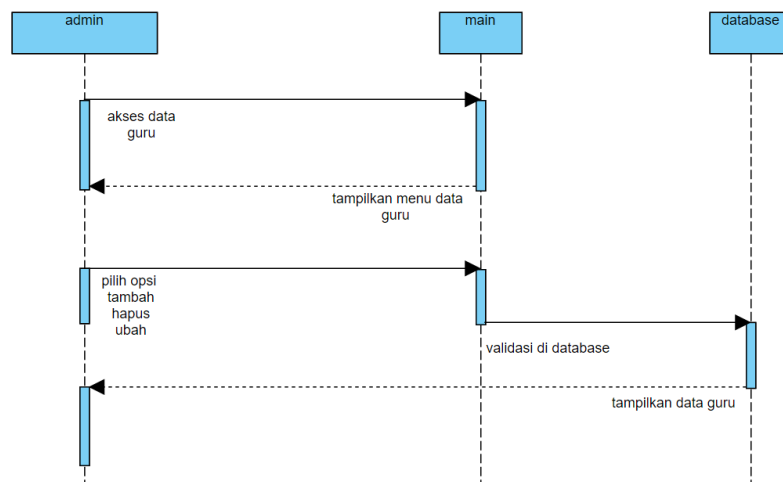 admin
main
database
akses data
guru
tampilkan menu data
guru
pilih opsi
tambah
hapus
ubah
validasi di database
tampilkan data guru